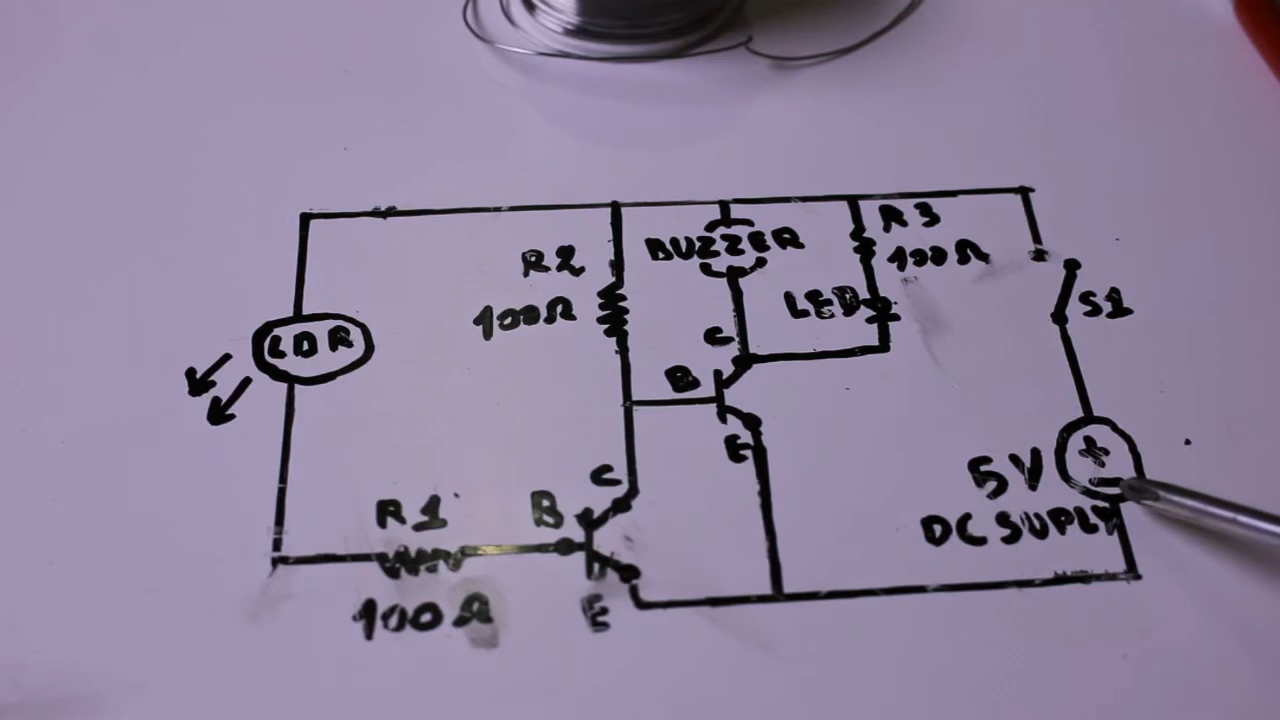 R3
BUZZER
100Ω
R2
100Ω
LED
S1
LDR
C
B
E
5V
DC SUPLY
C
R1
B
100Ω
E